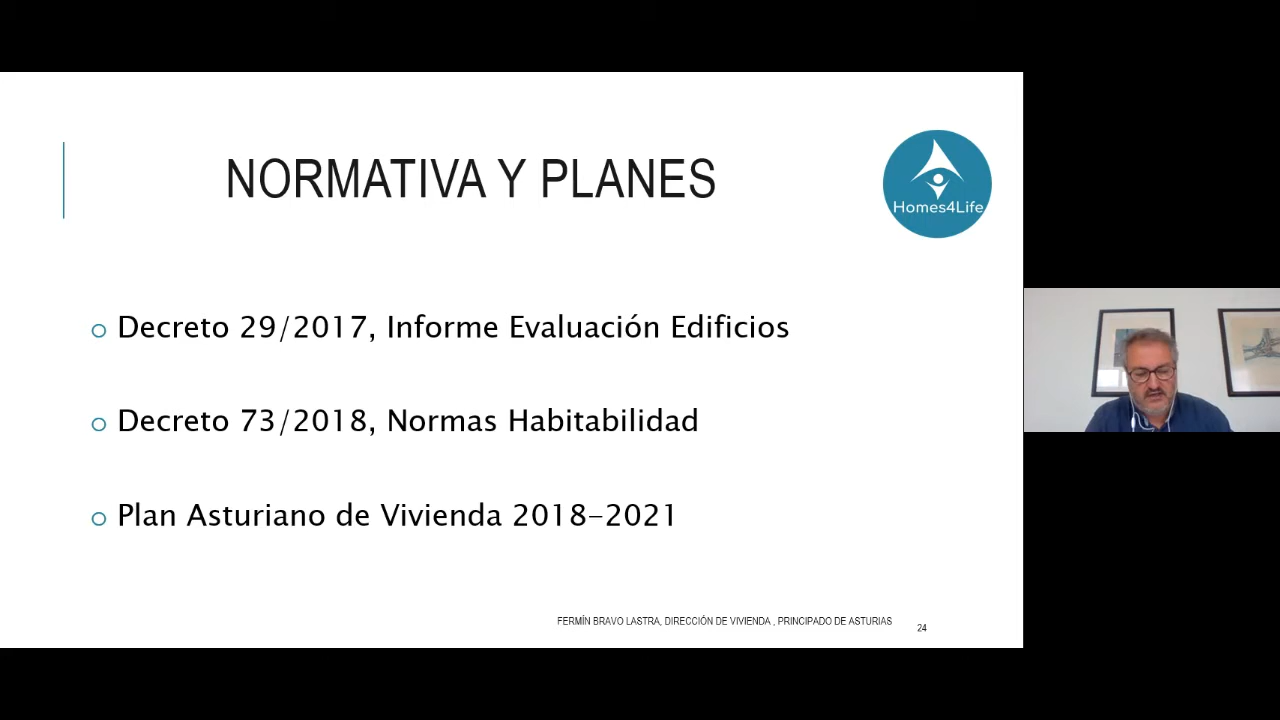 NORMATIVA Y PLANES
Homes4Life
Decreto 29/2017, Informe Evaluación Edificios
Decreto 73/2018, Normas Habitabilidad
Plan Asturiano de Vivienda 2018-2021
FERMÍN BRAVO LASTRA, DIRECCIÓN DE VIVIENDA , PRINCIPADO DE ASTURIAS
24